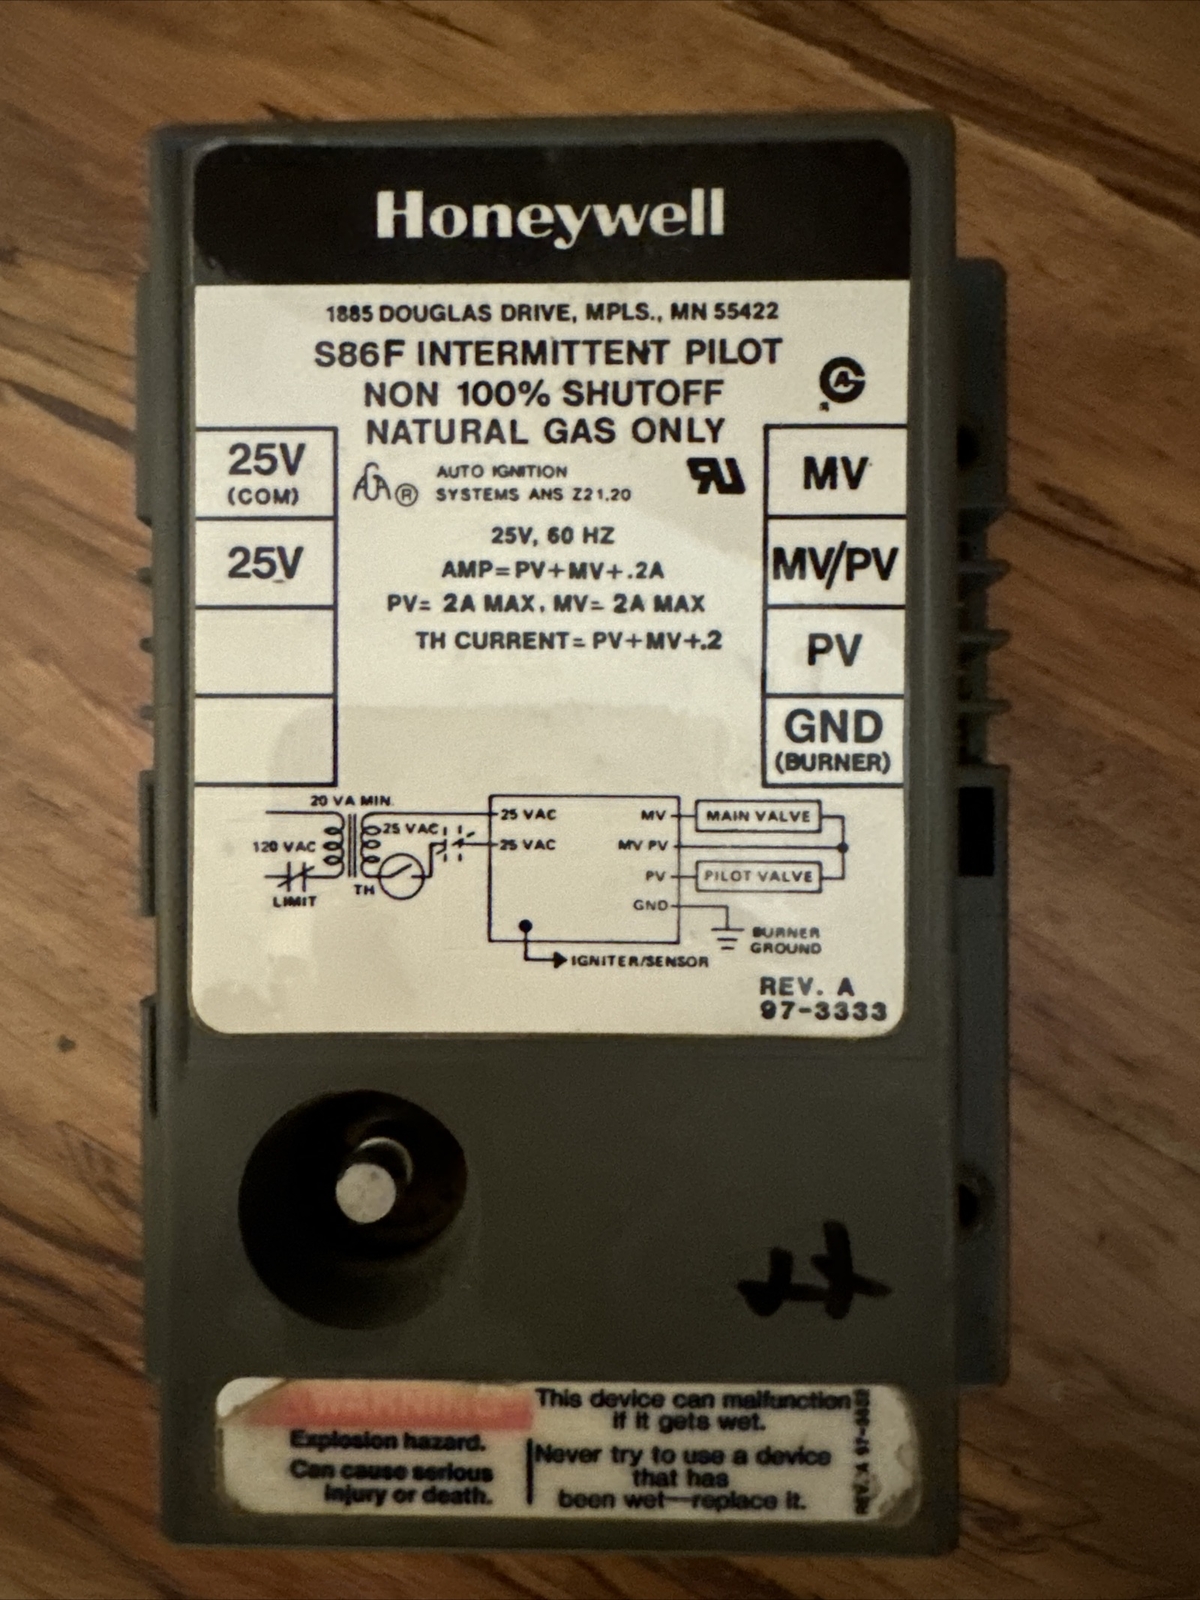 Honeywell
1885 DOUGLAS DRIVE, MPLS., MN 55422
S86F INTERMITTENT PILOT
NON 100% SHUTOFF
NATURAL GAS ONLY
25V
(COM)
25V
AUTO IGNITION
SYSTEMS ANS Z21.20
25V, 60 HZ
AMP=PV+MV+.2A
PV= 2A MAX, MV= 2A MAX
TH CURRENT= PV+MV+.2
MV
MV/PV
PV
GND
(BURNER)
20 VA MIN.
120 VAC
25 VAC
LIMIT
TH
25 VAC
25 VAC
MV
MV PV
PV
GND
MAIN VALVE
PILOT VALVE
BURNER
GROUND
IGNITER/SENSOR
REV. A
97-3333
WARNING
Explosion hazard.
Can cause serious
injury or death.
This device can malfunction
if it gets wet.
Never try to use a device
that has
been wet—replace it.
REV. A 97-